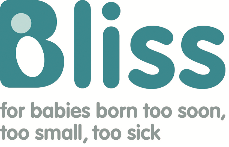 Bliss
for babies born too soon,
too small, too sick